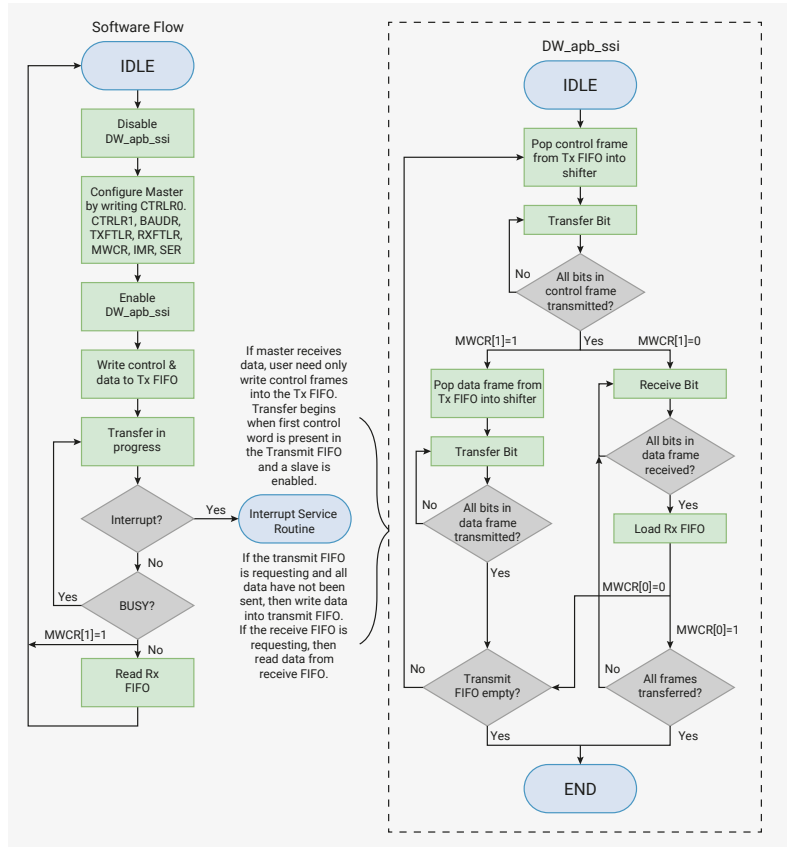 Software Flow
IDLE
Disable
DW_apb_ssi
Configure Master
by writing CTRLR0.
CTRLR1, BAUDR,
TXFTLR, RXFTLR,
MWCR, IMR, SER
Enable
DW_apb_ssi
Write control &
data to Tx FIFO
Transfer in
progress
Interrupt?
Yes
Interrupt Service
Routine
No
Yes
BUSY?
MWCR[1]=1
No
Read Rx
FIFO
If master receives
data, user need only
write control frames
into the Tx FIFO.
Transfer begins
when first control
word is present in
the Transmit FIFO
and a slave is
enabled.
If the transmit FIFO
is requesting and all
data have not been
sent, then write data
into transmit FIFO.
If the receive FIFO is
requesting, then
read data from
receive FIFO.
DW_apb_ssi
IDLE
Pop control frame
from Tx FIFO into
shifter
Transfer Bit
No
All bits in
control frame
transmitted?
MWCR[1]=1
Yes
MWCR[1]=0
Pop data frame from
Tx FIFO into shifter
Transfer Bit
No
All bits in
data frame
transmitted?
Yes
Receive Bit
All bits in
data frame
received?
Yes
Load Rx FIFO
MWCR[0]=0
MWCR[0]=1
No
Transmit
FIFO empty?
Yes
No
All frames
transferred?
Yes
END